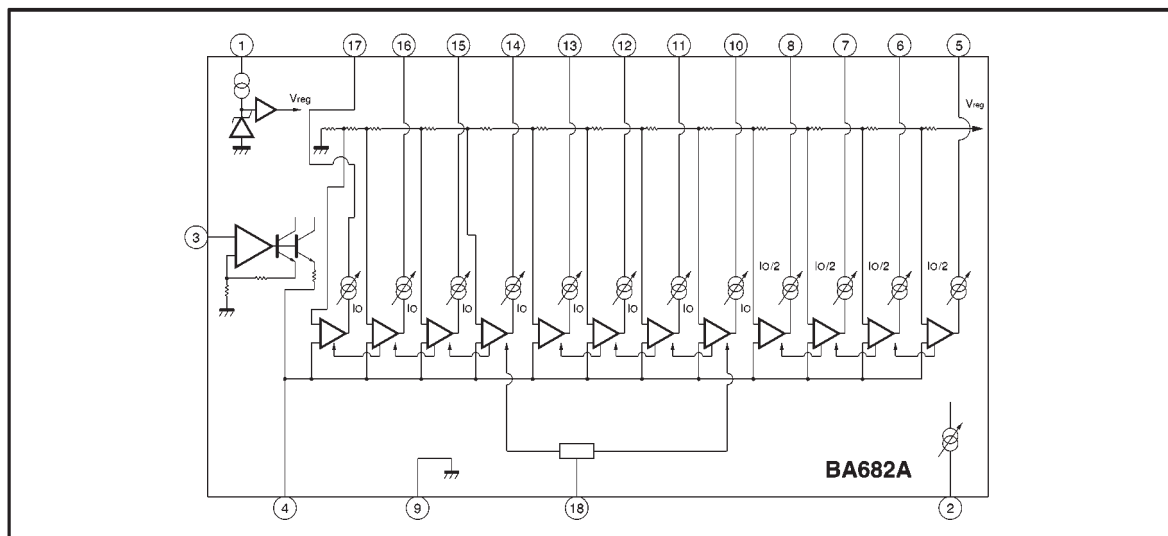 1 17 16 15 14 13 12 11 10 8 7 6 5
Vreg Vreg
3
IO/2 IO/2 IO/2 IO/2
IO IO IO IO IO IO IO IO
BA682A
4 9 18 2